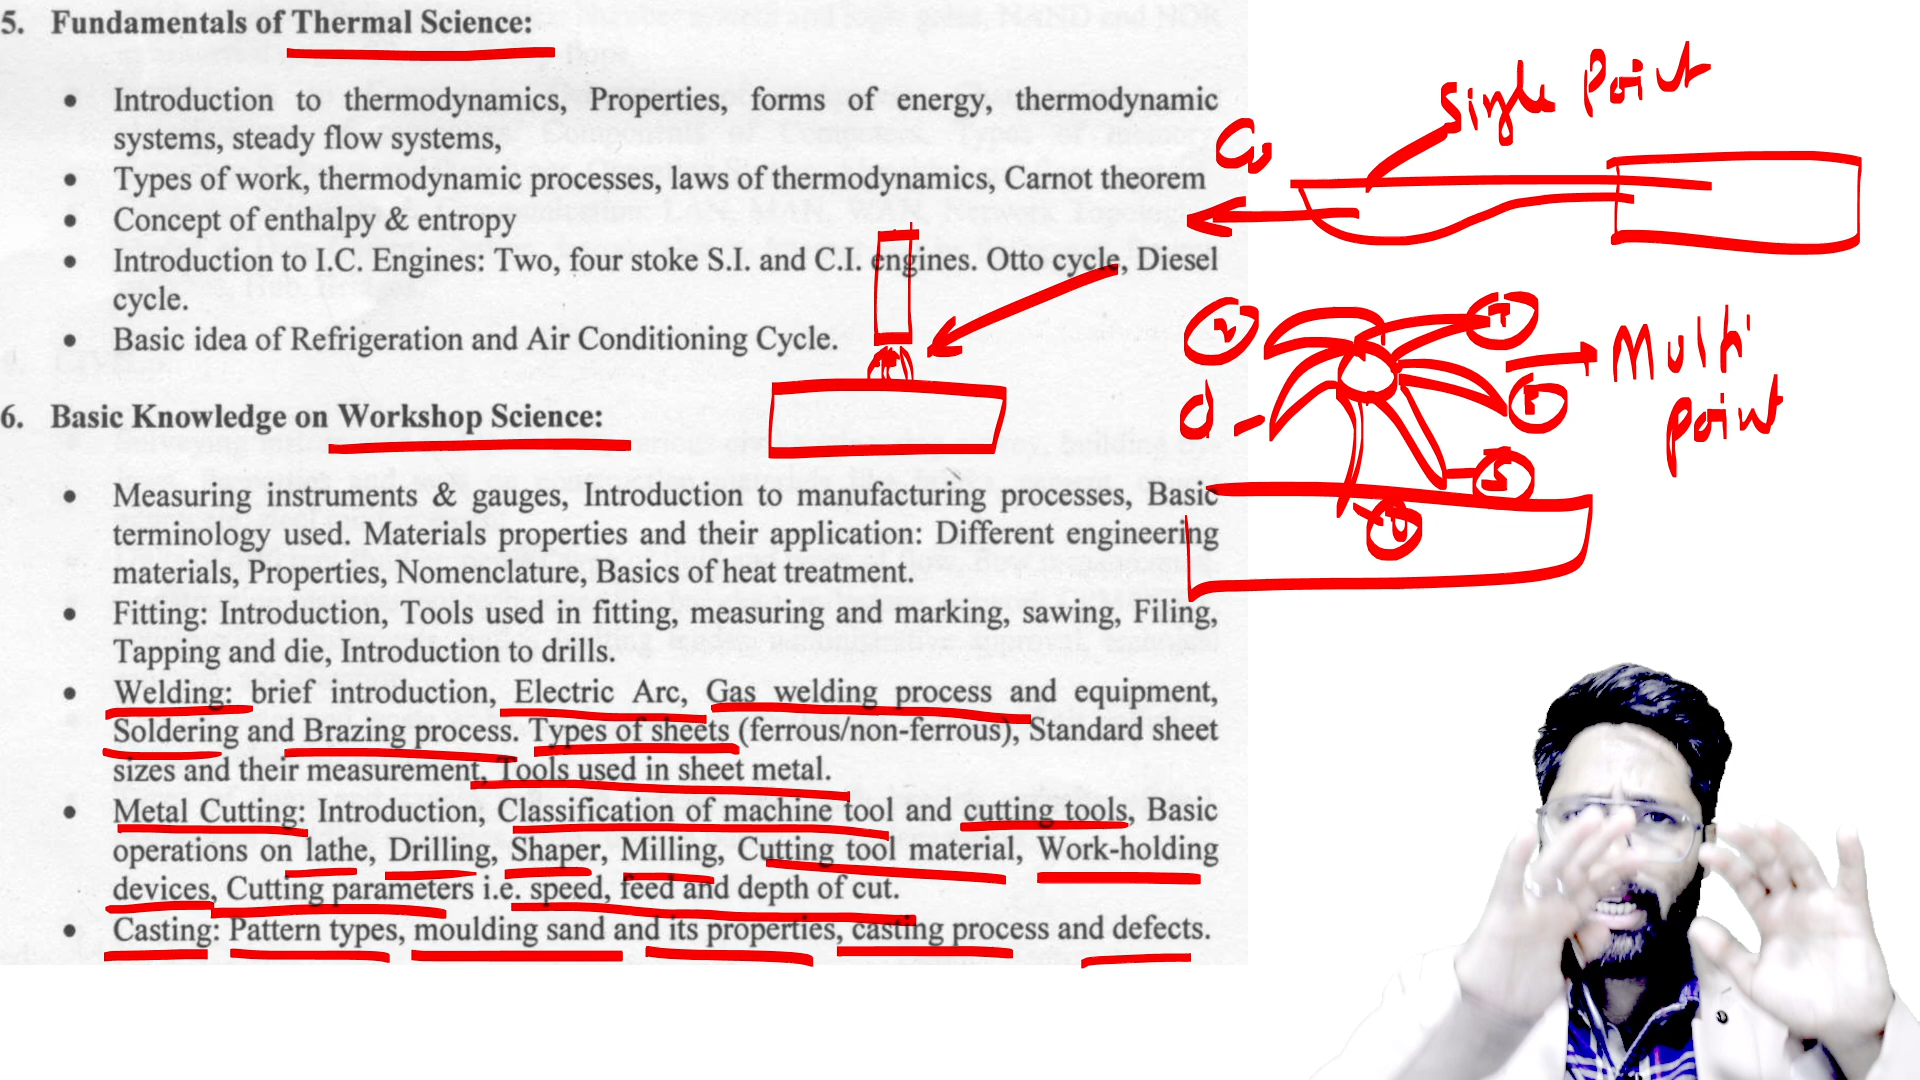 5. Fundamentals of Thermal Science:
• Introduction to thermodynamics, Properties, forms of energy, thermodynamic
systems, steady flow systems,
• Types of work, thermodynamic processes, laws of thermodynamics, Carnot theorem
• Concept of enthalpy & entropy
• Introduction to I.C. Engines: Two, four stoke S.I. and C.I. engines. Otto cycle, Diesel
cycle.
• Basic idea of Refrigeration and Air Conditioning Cycle.
6. Basic Knowledge on Workshop Science:
• Measuring instruments & gauges, Introduction to manufacturing processes, Basic
terminology used. Materials properties and their application: Different engineering
materials, Properties, Nomenclature, Basics of heat treatment.
• Fitting: Introduction, Tools used in fitting, measuring and marking, sawing, Filing,
Tapping and die, Introduction to drills.
• Welding: brief introduction, Electric Arc, Gas welding process and equipment,
Soldering and Brazing process. Types of sheets (ferrous/non-ferrous), Standard sheet
sizes and their measurement, Tools used in sheet metal.
• Metal Cutting: Introduction, Classification of machine tool and cutting tools, Basic
operations on lathe, Drilling, Shaper, Milling, Cutting tool material, Work-holding
devices, Cutting parameters i.e. speed, feed and depth of cut.
• Casting: Pattern types, moulding sand and its properties, casting process and defects.
Single Point
2
Multi
point
5